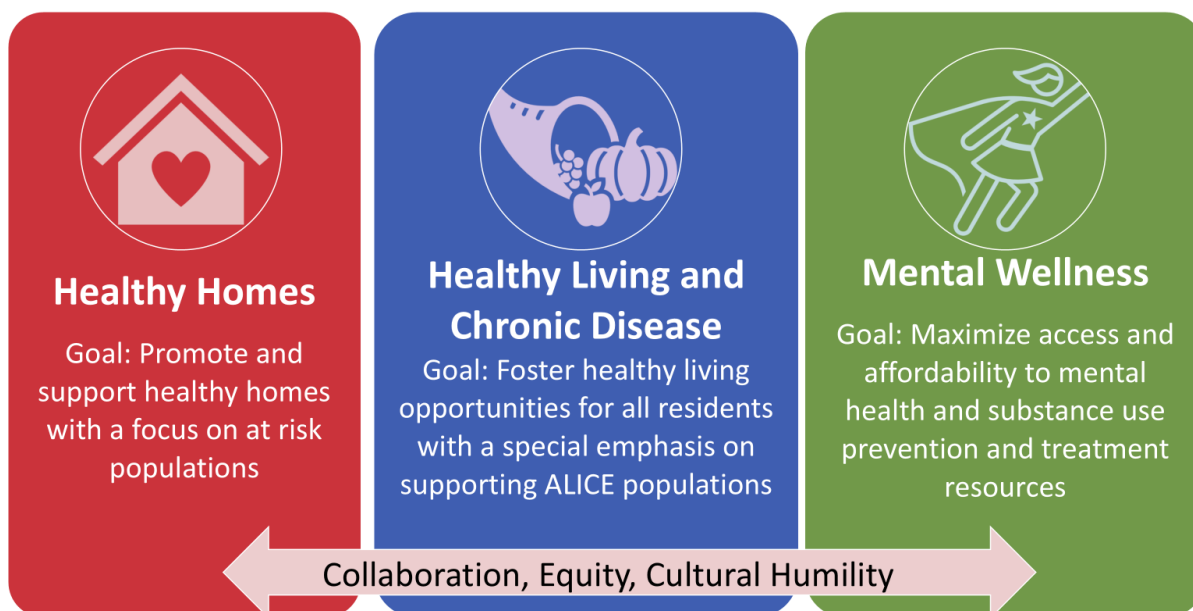 Healthy Homes
Goal: Promote and
support healthy homes
with a focus on at risk
populations
Healthy Living and
Chronic Disease
Goal: Foster healthy living
opportunities for all residents
with a special emphasis on
supporting ALICE populations
Mental Wellness
Goal: Maximize access and
affordability to mental
health and substance use
prevention and treatment
resources
Collaboration, Equity, Cultural Humility